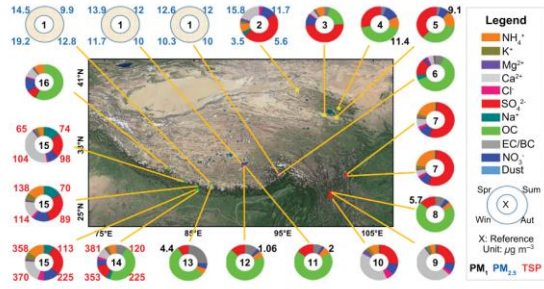 14.5 9.9 13.9 12 12.6 12 15.8 11.7 9.1
1 1 1 2 3 4 5
19.2 12.8 11.7 10 10.3 10 3.5 5.6 11.4
Legend
NH₄⁺
K⁺
Mg²⁺
Ca²⁺
Cl⁻
SO₄²⁻
Na⁺
OC
EC/BC
NO₃⁻
Dust
Spr Sum
X
Win Aut
X: Reference
Unit: μg m⁻³
PM₁ PM₂.₅ TSP
16
6
41°N
65 74
15
104 98
33°N
7
138 70
15
114 89
25°N
7
75°E 85°E 95°E 105°E
5.7
8
358 113
15
370 225
381 120
14
353 225
4.4
13
1.06
12
2
11
10
9